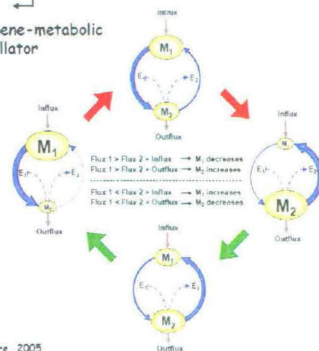 ene-metabolic
llator
Influx
M1
E1 E2
M2
Outflux
Influx
M1
E1 E2
M2
Outflux
Flux 1 > Flux 2 + Influx → M1 decreases
Flux 1 > Flux 2 + Outflux → M2 increases
Flux 1 < Flux 2 + Influx → M1 increases
Flux 1 < Flux 2 + Outflux → M2 decreases
Influx
M
E1 E2
M2
Outflux
Influx
M1
E1 E2
M2
Outflux
re, 2005